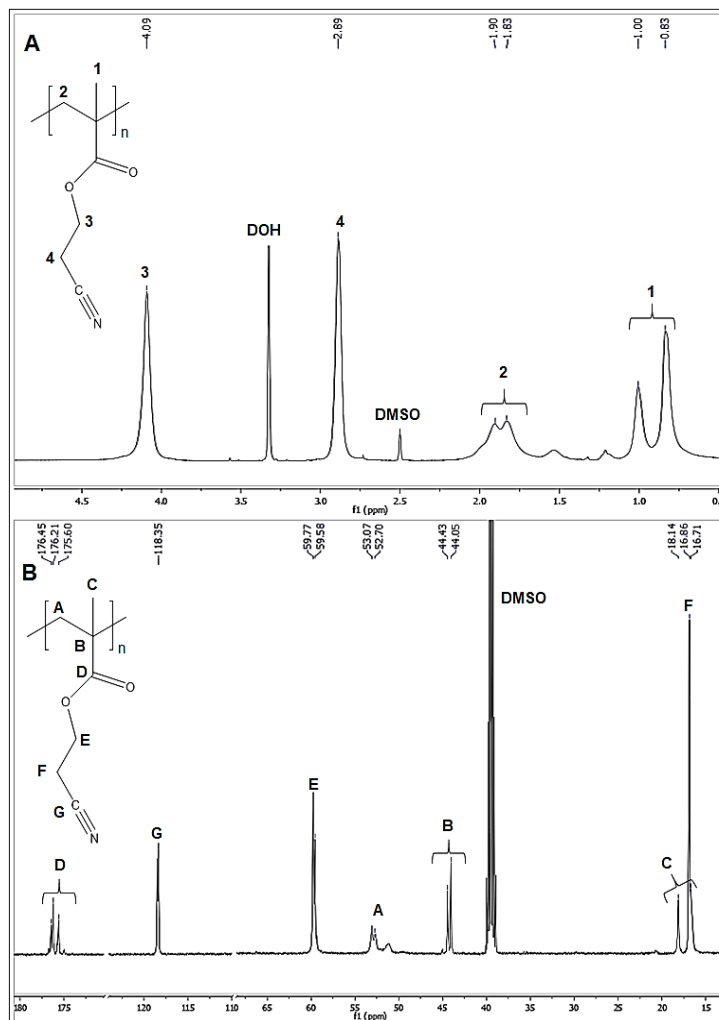 A
4.09
2.89
1.90
1.83
1.00
0.83
1
2
n
O
O
3
4
C
N
3
DOH
4
DMSO
2
1
4.5 4.0 3.5 3.0 2.5 2.0 1.5 1.0 0.5
f1 (ppm)
B
176.45
176.21
175.60
118.35
59.77
59.58
53.07
52.70
44.43
44.05
18.14
16.86
16.71
C
A
B
n
D
O
O
E
F
G
C
N
D
G
E
A
B
DMSO
C
F
180 175 120 110 60 55 50 45 40 35 30 25 20 15
f1 (ppm)